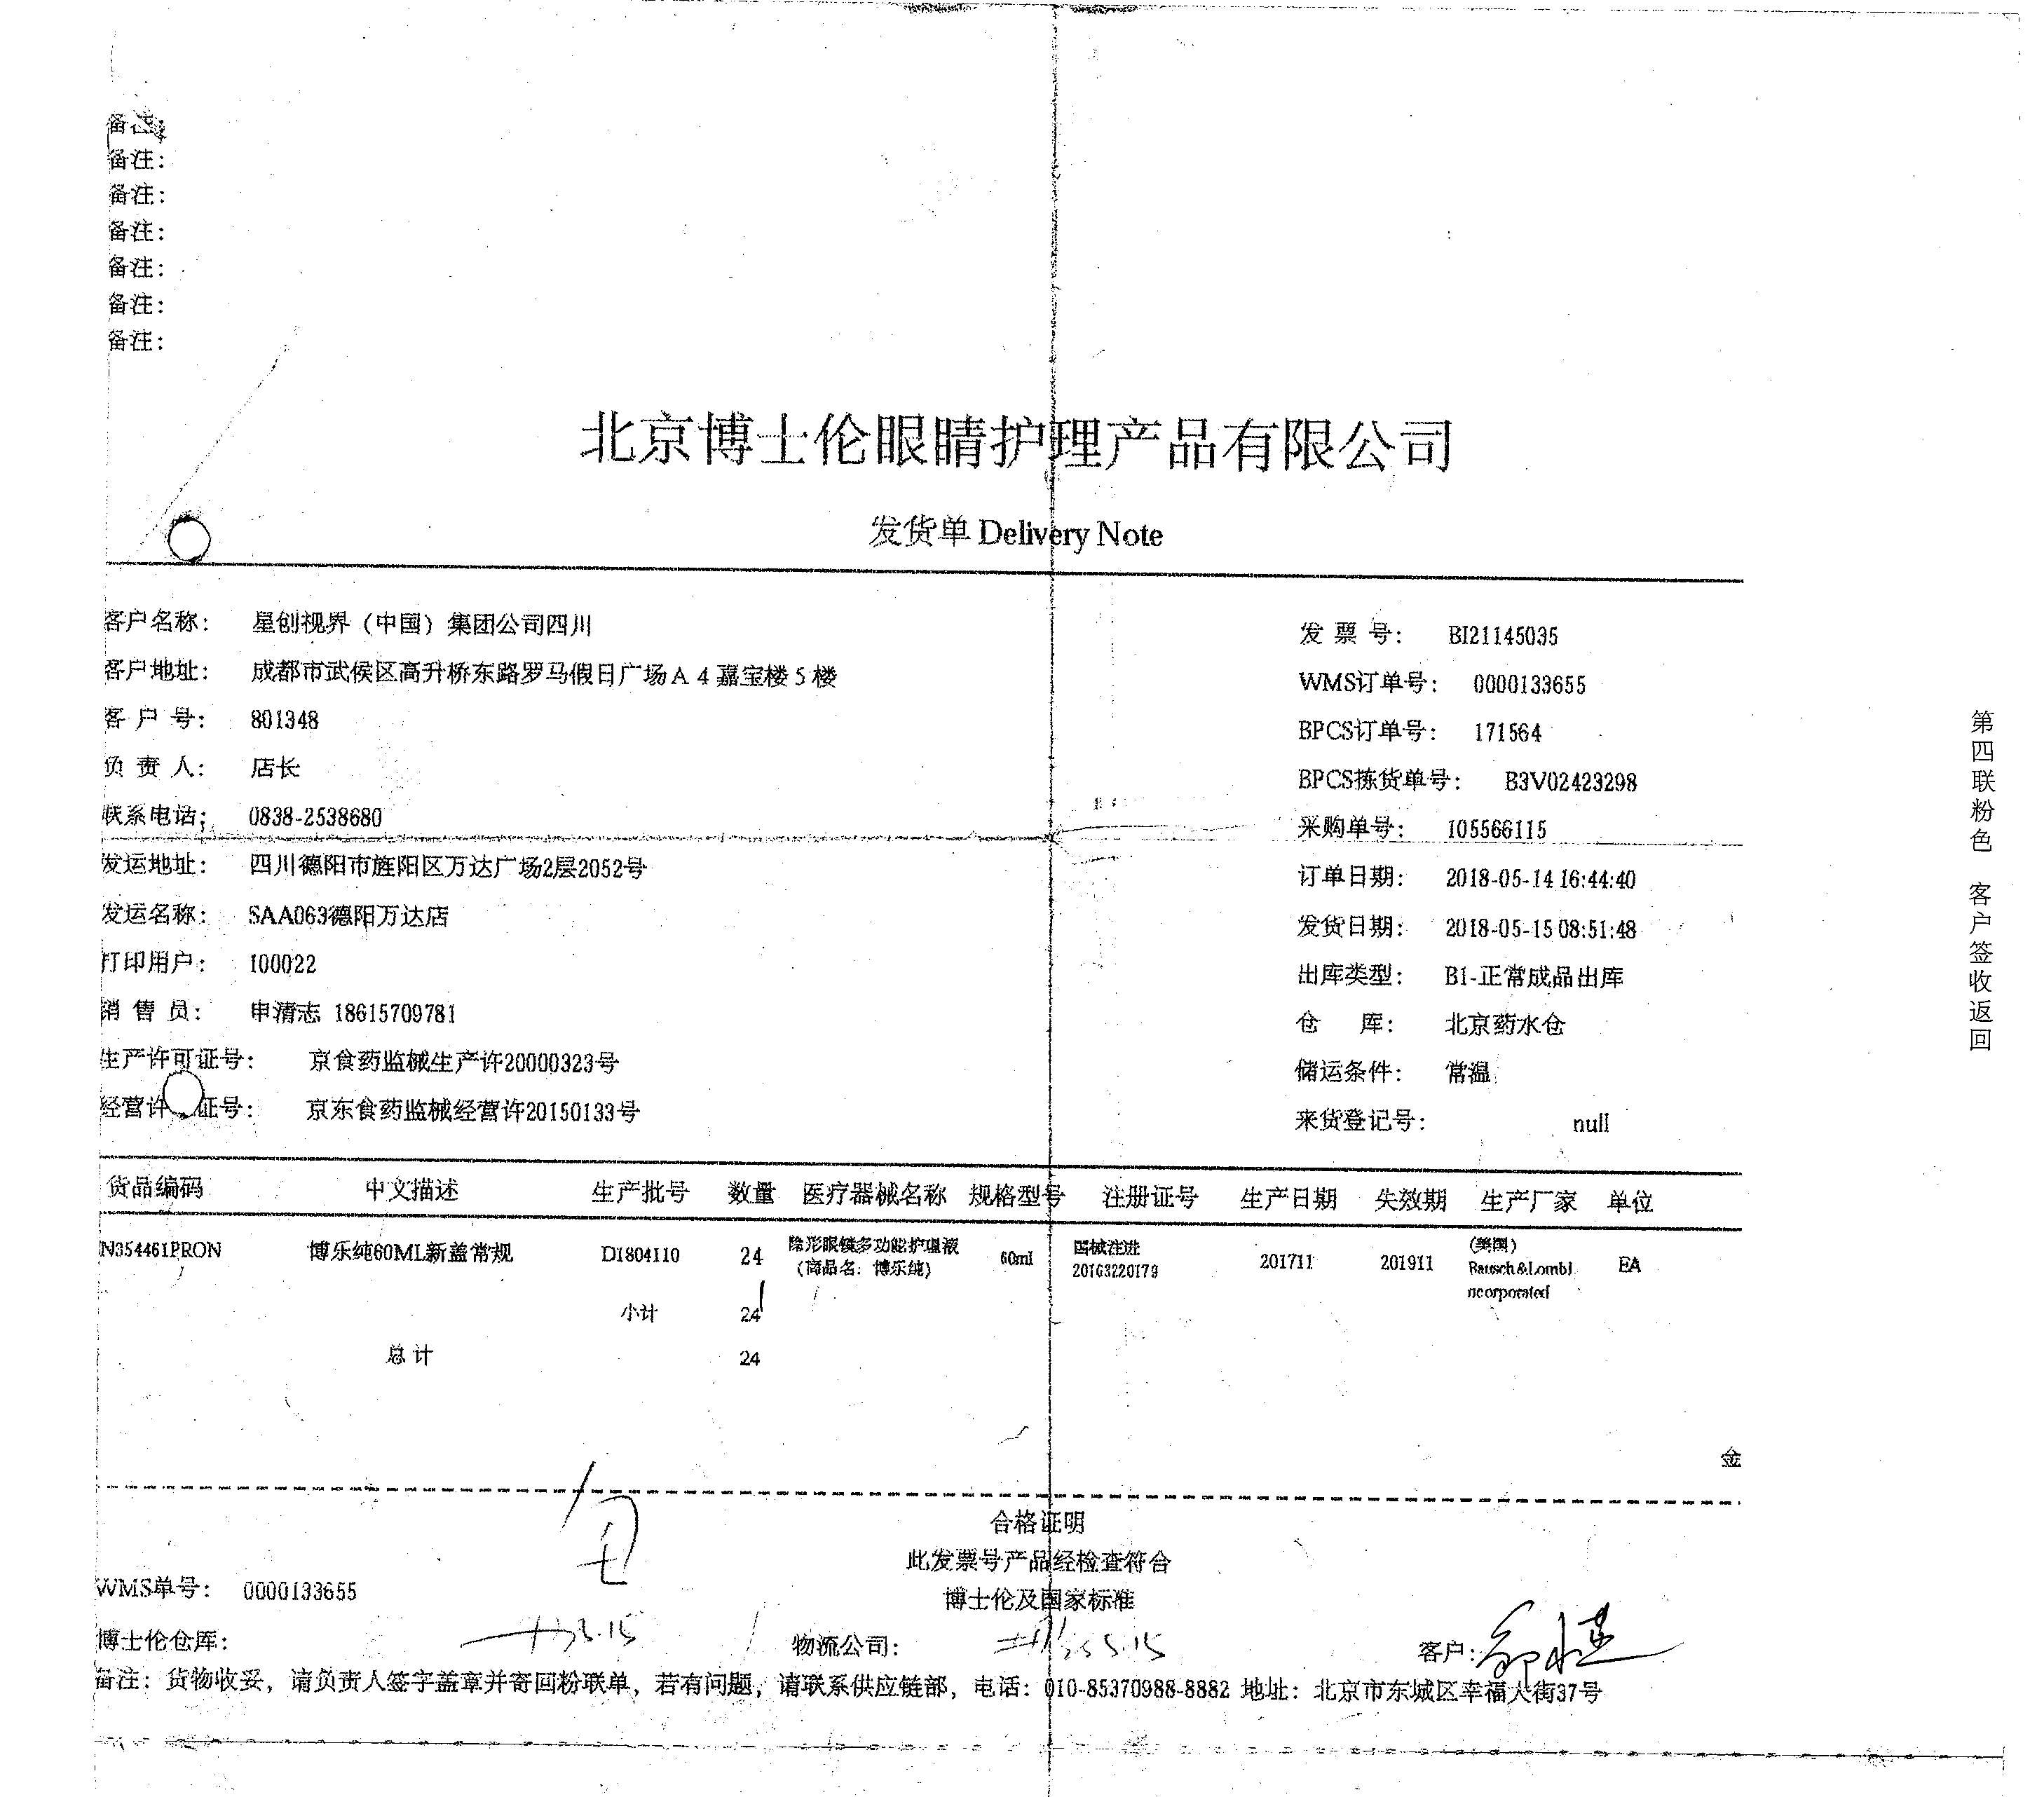 备注:
备注:
备注:
备注:
备注:
备注:
备注:
北京博士伦眼睛护理产品有限公司
发货单 Delivery Note
客户名称: 星创视界（中国）集团公司四川
发 票 号: BI21145035
客户地址: 成都市武侯区高升桥东路罗马假日广场A 4 嘉宝楼 5 楼
WMS订单号: 0000133655
客 户 号: 801348
BPCS订单号: 171564
负 责 人: 店长
BPCS拣货单号: B3V02423298
联系电话: 0838-2538680
采购单号: 105566115
发运地址: 四川德阳市旌阳区万达广场2层2052号
订单日期: 2018-05-14 16:44:40
发运名称: SAA063德阳万达店
发货日期: 2018-05-15 08:51:48
打印用户: 100022
出库类型: B1-正常成品出库
销 售 员: 申清志 18615709781
仓 库: 北京药水仓
生产许可证号: 京食药监械生产许20000323号
储运条件: 常温
经营许 证号: 京东食药监械经营许20150133号
来货登记号: null
第四联粉色 客户签收返回
货品编码 中文描述 生产批号 数量 医疗器械名称 规格型号 注册证号 生产日期 失效期 生产厂家 单位
N354461PRON 博乐纯60ML新盖常规 D1804110 24 隐形眼镜多功能护理液 60ml 国械注进 201711 201911 (美国) EA
(商品名: 博乐纯) 20163220179 Bausch&Lomb I
ncorporated
小计 24
总 计 24
金
合格证明
此发票号产品经检查符合
博士伦及国家标准
WMS单号: 0000133655
博士伦仓库:
物流公司:
客户:
备注: 货物收妥, 请负责人签字盖章并寄回粉联单, 若有问题, 请联系供应链部, 电话: 010-85370988-8882 地址: 北京市东城区幸福大街37号